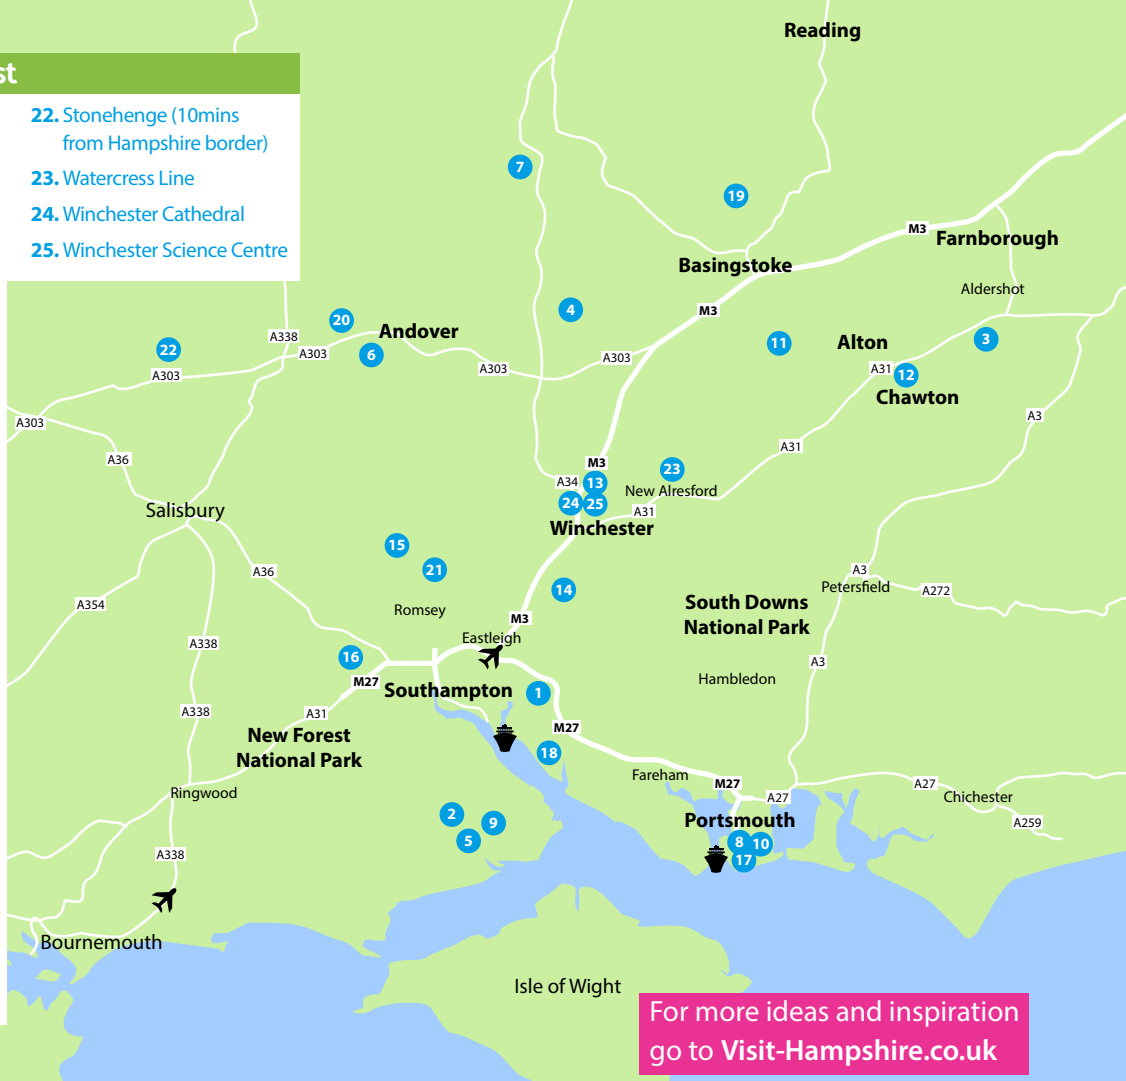 st
22. Stonehenge (10mins
from Hampshire border)
23. Watercress Line
24. Winchester Cathedral
25. Winchester Science Centre
Reading
7
19
M3
Farnborough
Basingstoke
Aldershot
4
M3
20
Andover
A338
22
A303
6
11
Alton
3
A303
A303
A303
A31
12
Chawton
A303
A3
A36
A31
M3
23
A34
13
New Alresford
24
25
A31
Salisbury
Winchester
15
21
A36
A3
Petersfield
A272
14
A354
Romsey
South Downs
National Park
M3
Eastleigh
A338
16
A3
M27
Southampton
1
Hambledon
A338
A31
M27
New Forest
National Park
18
Fareham
M27
A27
A27
Chichester
Ringwood
2
9
5
Portsmouth
A259
8
10
17
A338
Bournemouth
Isle of Wight
For more ideas and inspiration
go to Visit-Hampshire.co.uk